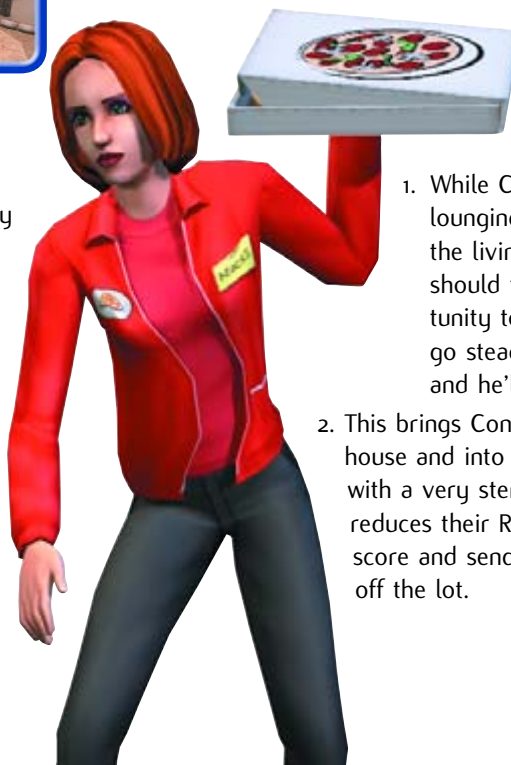 y
1. While C
lounging
the livin
should
tunity to
go stead
and he'l
2. This brings Con
house and into
with a very ster
reduces their R
score and send
off the lot.